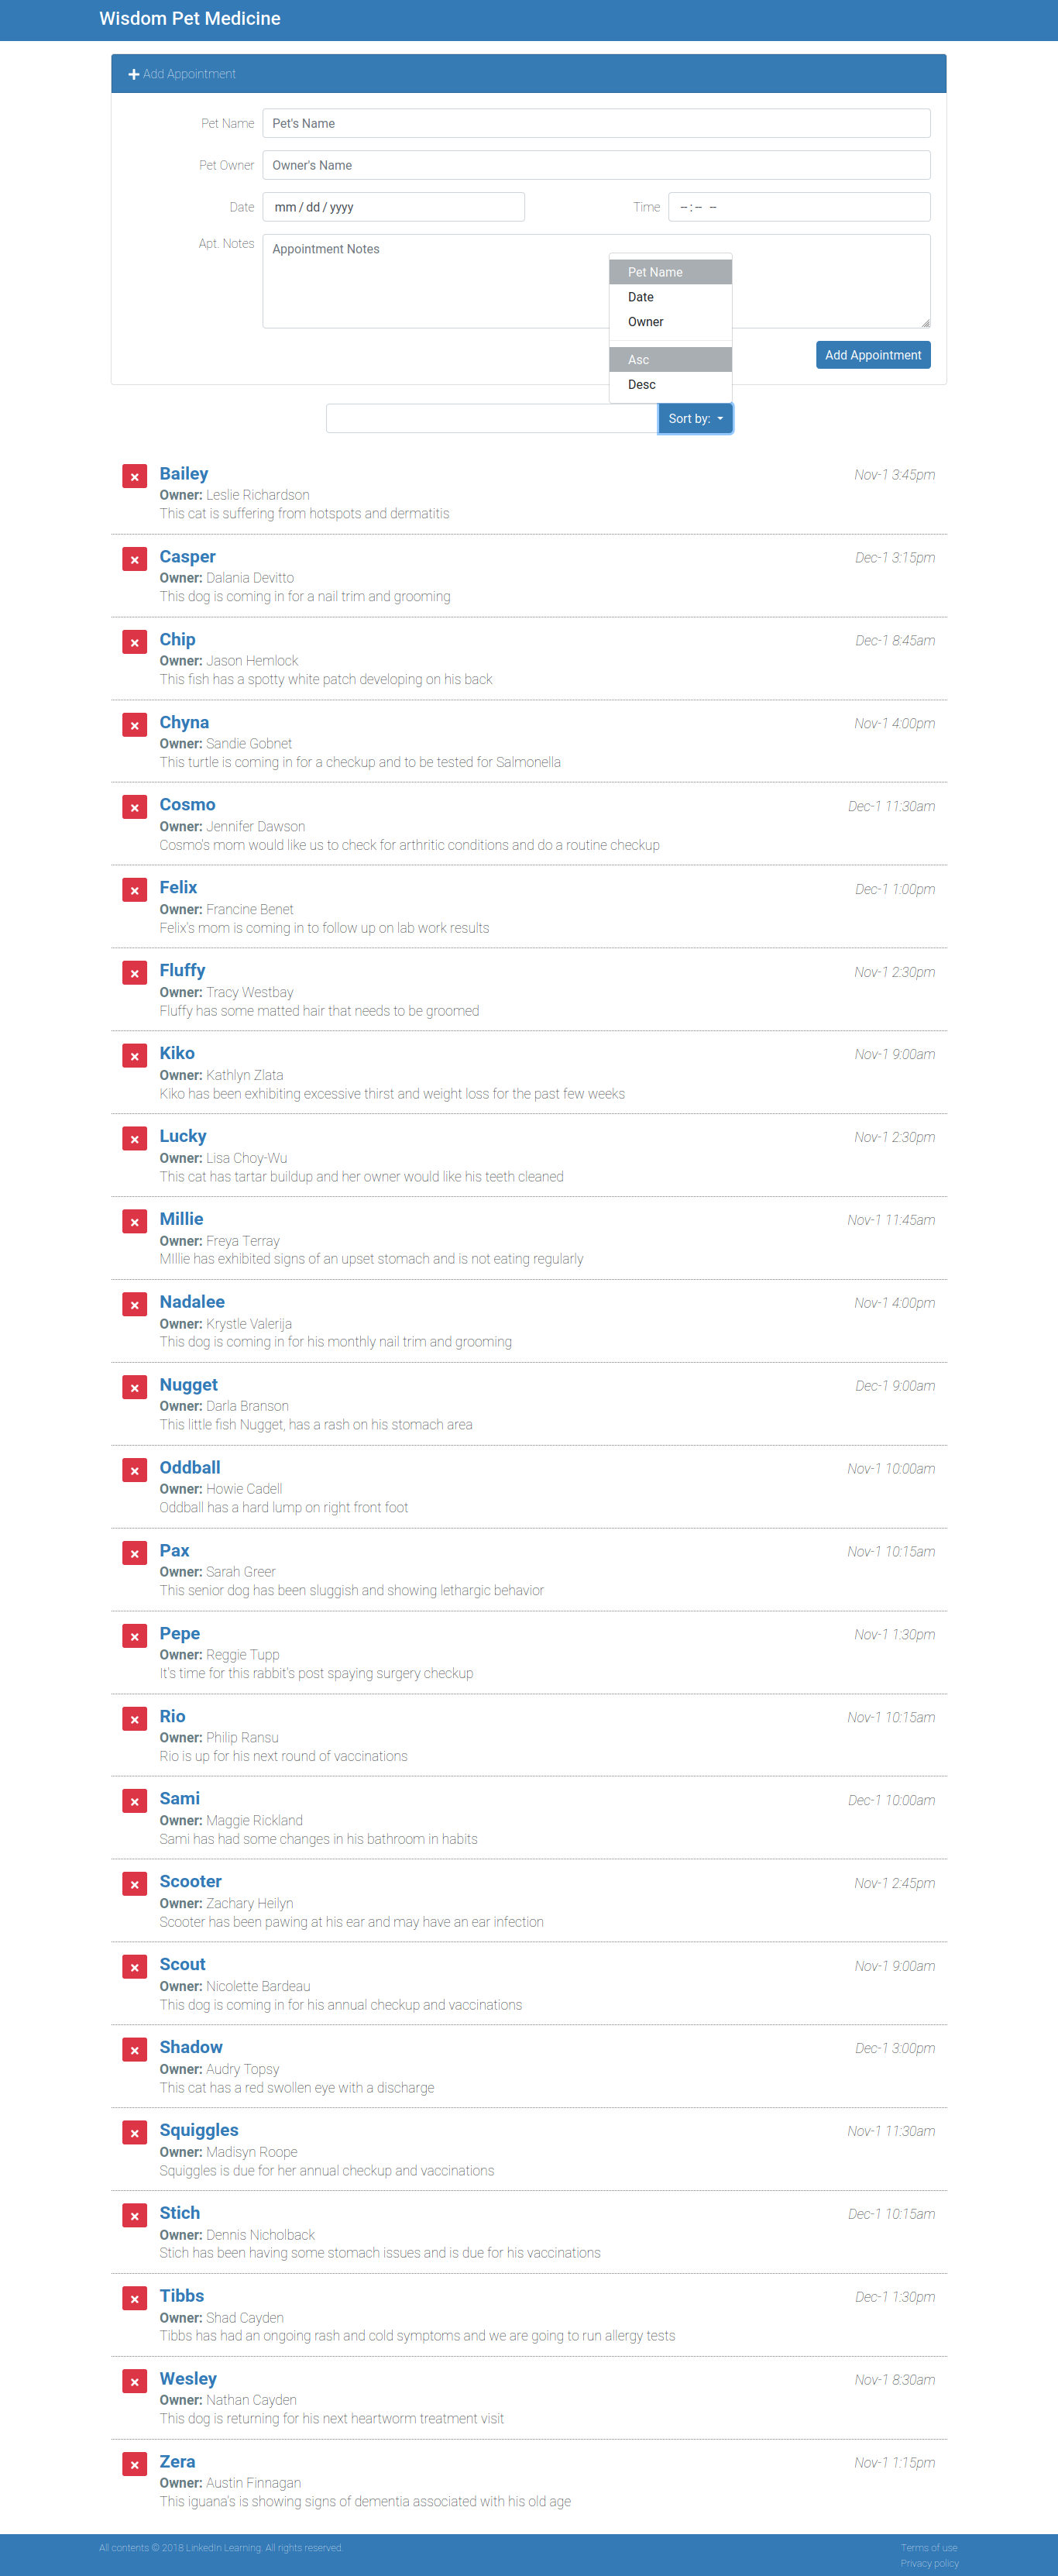 Wisdom Pet Medicine
Add Appointment
Pet Name
Pet's Name
Pet Owner
Owner's Name
Date
mm / dd / yyyy
Time
-- : -- --
Apt. Notes
Appointment Notes
Pet Name
Date
Owner
Asc
Desc
Add Appointment
Sort by:
Bailey
Nov-1 3:45pm
Owner: Leslie Richardson
This cat is suffering from hotspots and dermatitis
Casper
Dec-1 3:15pm
Owner: Dalania Devitto
This dog is coming in for a nail trim and grooming
Chip
Dec-1 8:45am
Owner: Jason Hemlock
This fish has a spotty white patch developing on his back
Chyna
Nov-1 4:00pm
Owner: Sandie Gobnet
This turtle is coming in for a checkup and to be tested for Salmonella
Cosmo
Dec-1 11:30am
Owner: Jennifer Dawson
Cosmo's mom would like us to check for arthritic conditions and do a routine checkup
Felix
Dec-1 1:00pm
Owner: Francine Benet
Felix's mom is coming in to follow up on lab work results
Fluffy
Nov-1 2:30pm
Owner: Tracy Westbay
Fluffy has some matted hair that needs to be groomed
Kiko
Nov-1 9:00am
Owner: Kathlyn Zlata
Kiko has been exhibiting excessive thirst and weight loss for the past few weeks
Lucky
Nov-1 2:30pm
Owner: Lisa Choy-Wu
This cat has tartar buildup and her owner would like his teeth cleaned
Millie
Nov-1 11:45am
Owner: Freya Terray
MIllie has exhibited signs of an upset stomach and is not eating regularly
Nadalee
Nov-1 4:00pm
Owner: Krystle Valerija
This dog is coming in for his monthly nail trim and grooming
Nugget
Dec-1 9:00am
Owner: Darla Branson
This little fish Nugget, has a rash on his stomach area
Oddball
Nov-1 10:00am
Owner: Howie Cadell
Oddball has a hard lump on right front foot
Pax
Nov-1 10:15am
Owner: Sarah Greer
This senior dog has been sluggish and showing lethargic behavior
Pepe
Nov-1 1:30pm
Owner: Reggie Tupp
It's time for this rabbit's post spaying surgery checkup
Rio
Nov-1 10:15am
Owner: Philip Ransu
Rio is up for his next round of vaccinations
Sami
Dec-1 10:00am
Owner: Maggie Rickland
Sami has had some changes in his bathroom in habits
Scooter
Nov-1 2:45pm
Owner: Zachary Heilyn
Scooter has been pawing at his ear and may have an ear infection
Scout
Nov-1 9:00am
Owner: Nicolette Bardeau
This dog is coming in for his annual checkup and vaccinations
Shadow
Dec-1 3:00pm
Owner: Audry Topsy
This cat has a red swollen eye with a discharge
Squiggles
Nov-1 11:30am
Owner: Madisyn Roope
Squiggles is due for her annual checkup and vaccinations
Stich
Dec-1 10:15am
Owner: Dennis Nicholback
Stich has been having some stomach issues and is due for his vaccinations
Tibbs
Dec-1 1:30pm
Owner: Shad Cayden
Tibbs has had an ongoing rash and cold symptoms and we are going to run allergy tests
Wesley
Nov-1 8:30am
Owner: Nathan Cayden
This dog is returning for his next heartworm treatment visit
Zera
Nov-1 1:15pm
Owner: Austin Finnagan
This iguana's is showing signs of dementia associated with his old age
All contents © 2018 LinkedIn Learning. All rights reserved.
Terms of use
Privacy policy